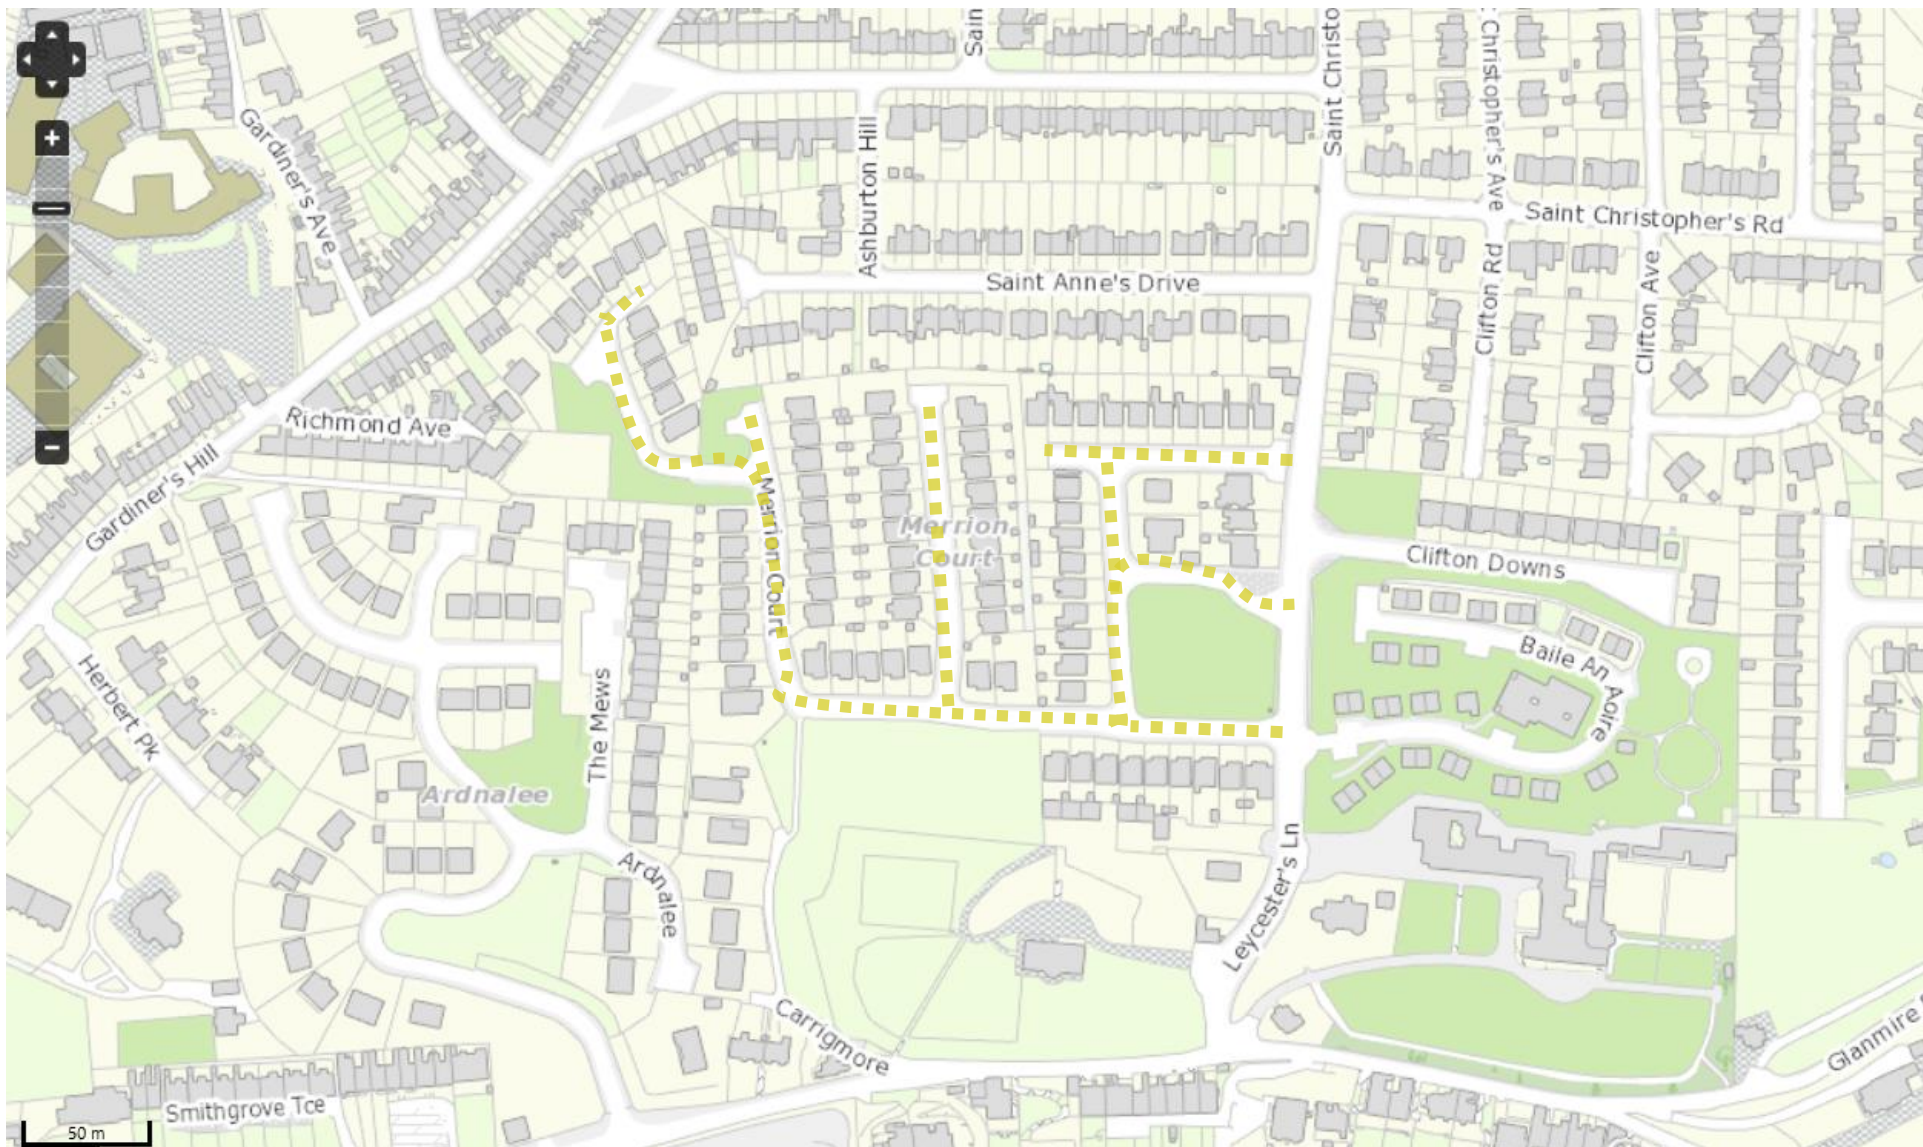 Sain
Saint Christo
Christopher's Ave
Gardiner's Ave
Ashburton Hill
Saint Christopher's Rd
Saint Anne's Drive
Clifton Rd
Clifton Ave
+
−
Richmond Ave
Gardiner's Hill
Merrion Court
Merrion
Court
Clifton Downs
Baile An Aoire
Herbert Pk
The Mews
Ardnalee
Ardnalee
Leycester's Ln
Carrigmore
Glanmire
Smithgrove Tce
50 m